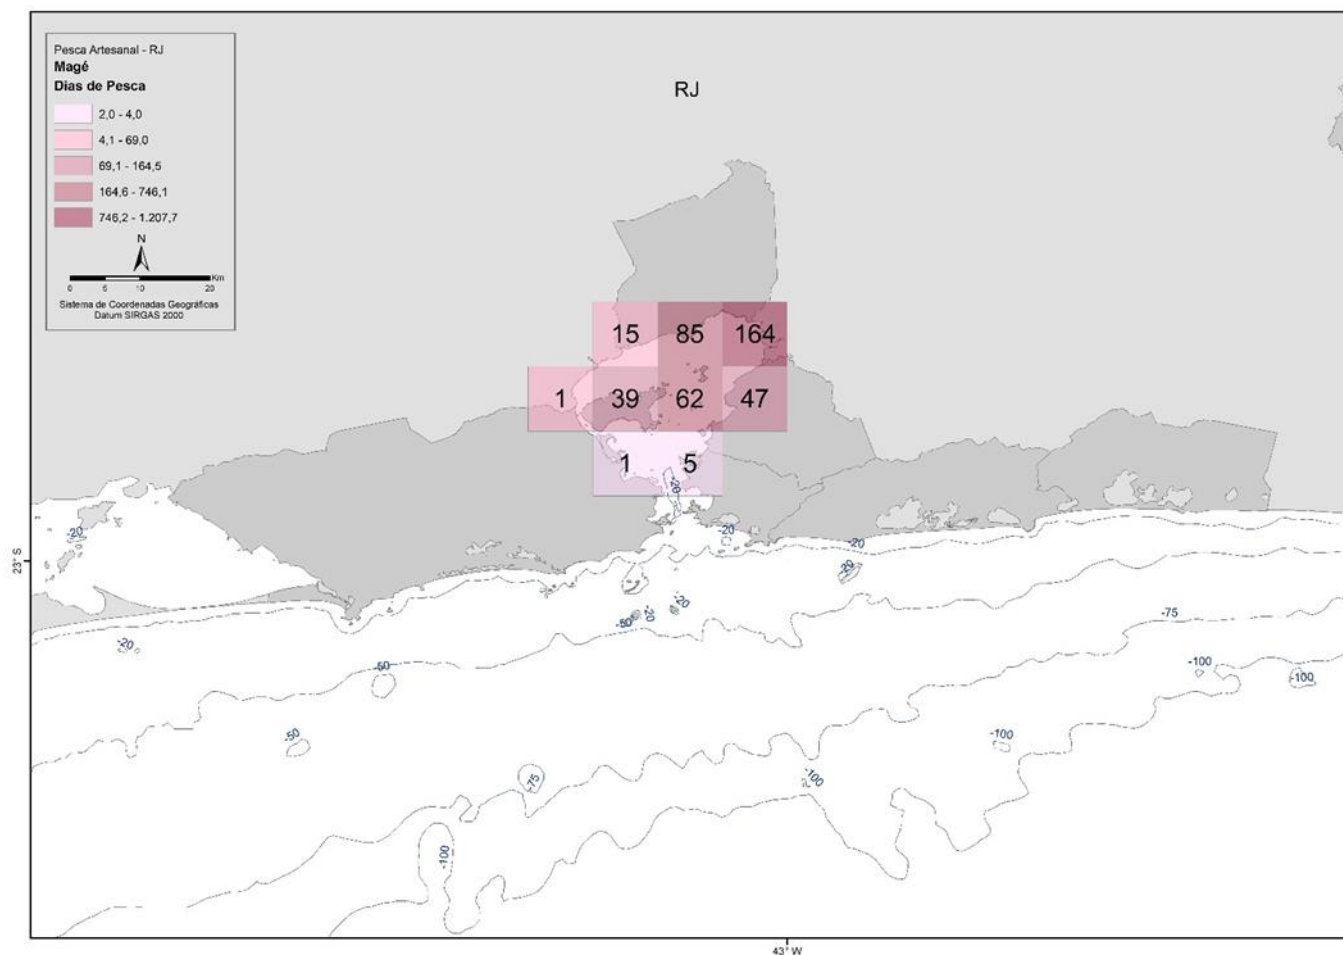 Pesca Artesanal - RJ
Magé
Dias de Pesca
2,0 - 4,0
4,1 - 69,0
69,1 - 164,5
164,6 - 746,1
746,2 - 1.207,7
N
Km
0 5 10 20
Sistema de Coordenadas Geográficas
Datum SIRGAS 2000
RJ
15 85 164
1 39 62 47
1 5
-20
-20
-20
-20
23° S
-20
-20
-20
-50
-75
-20
-50
-100
-100
-50
-100
-75
-100
-100
43° W